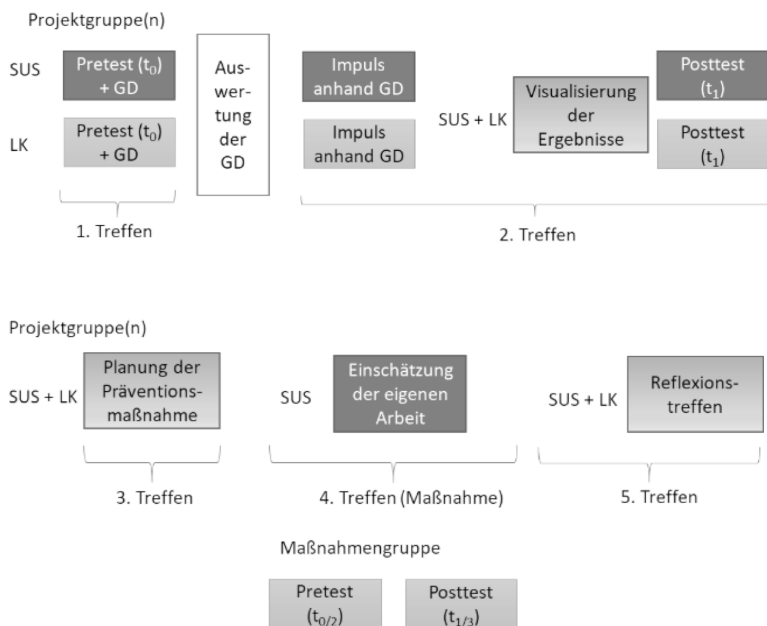 Projektgruppe(n)
SUS
Pretest (t₀)
+ GD
Aus-
wer-
tung
der
GD
Impuls
anhand GD
SUS + LK
Visualisierung
der
Ergebnisse
Posttest
(t₁)
LK
Pretest (t₀)
+ GD
Impuls
anhand GD
Posttest
(t₁)
1. Treffen
2. Treffen
Projektgruppe(n)
SUS + LK
Planung der
Präventions-
maßnahme
SUS
Einschätzung
der eigenen
Arbeit
SUS + LK
Reflexions-
treffen
3. Treffen
4. Treffen (Maßnahme)
5. Treffen
Maßnahmengruppe
Pretest
(t₀/₂)
Posttest
(t₁/₃)